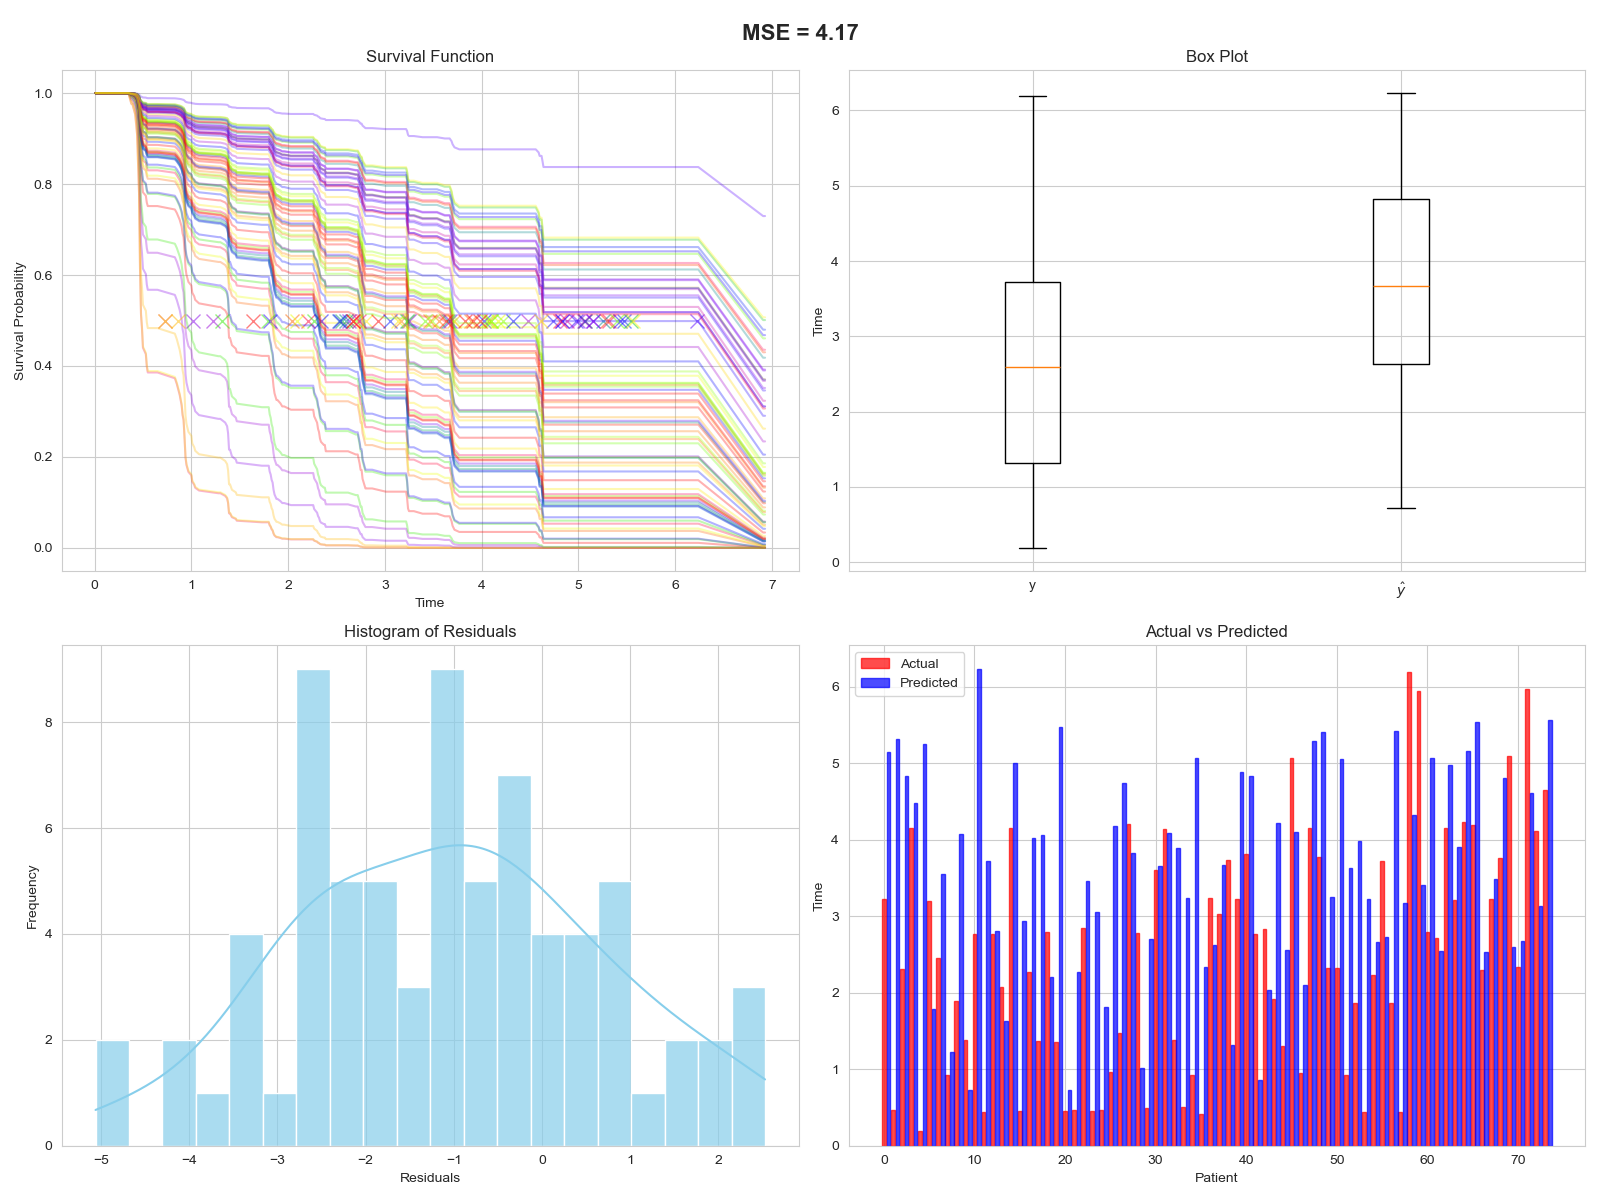 MSE = 4.17
Survival Function
Survival Probability
1.0
0.8
0.6
0.4
0.2
0.0
0 1 2 3 4 5 6 7
Time
Box Plot
Time
6
5
4
3
2
1
0
y ŷ
Histogram of Residuals
Frequency
8
6
4
2
0
−5 −4 −3 −2 −1 0 1 2
Residuals
Actual vs Predicted
Actual
Predicted
Time
6
5
4
3
2
1
0
0 10 20 30 40 50 60 70
Patient